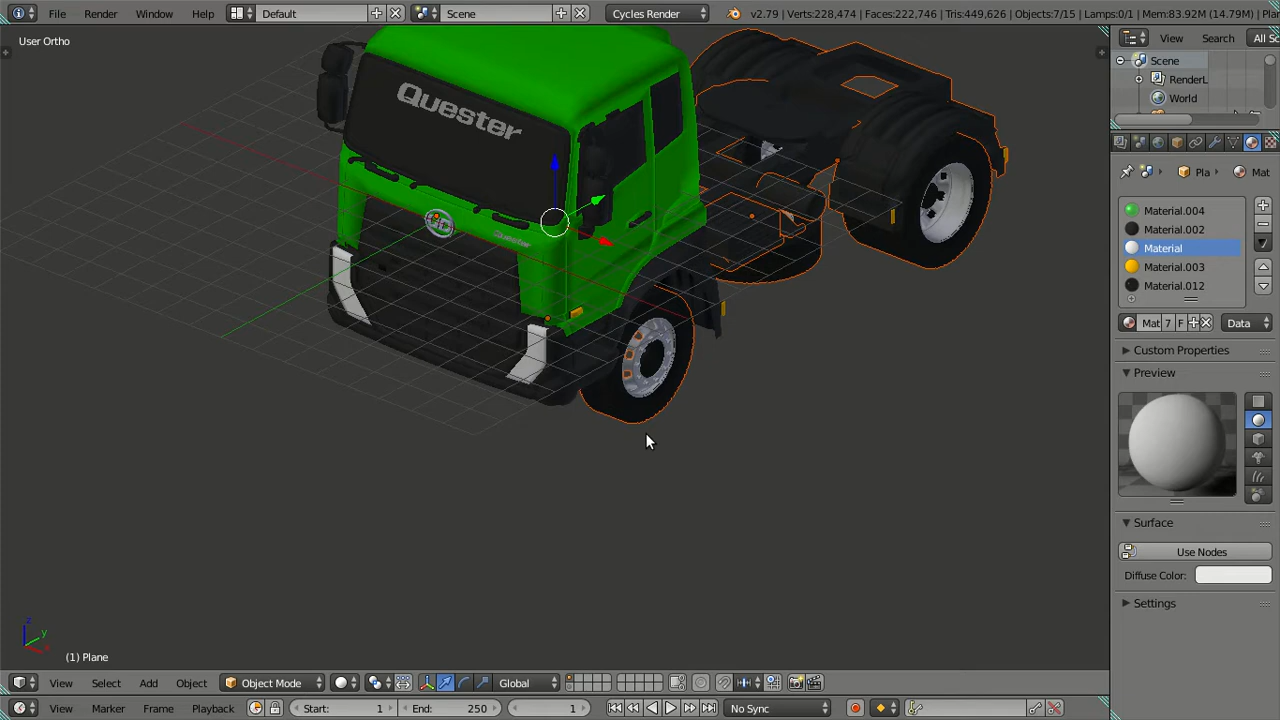 File Render Window Help Default Scene Cycles Render v2.79 | Verts:228,474 | Faces:222,746 | Tris:449,626 | Objects:7/15 | Lamps:0/1 | Mem:83.92M (14.79M) |
User Ortho
View Search All Sc
Scene
RenderL
World
Pla Mat
Material.004
Material.002
Material
Material.003
Material.012
Mat 7 F Data
Custom Properties
Preview
Surface
Use Nodes
Diffuse Color:
Settings
Quester
UD
Quester
z
y
x
(1) Plane
View Select Add Object Object Mode Global
View Marker Frame Playback Start: 1 End: 250 1 No Sync